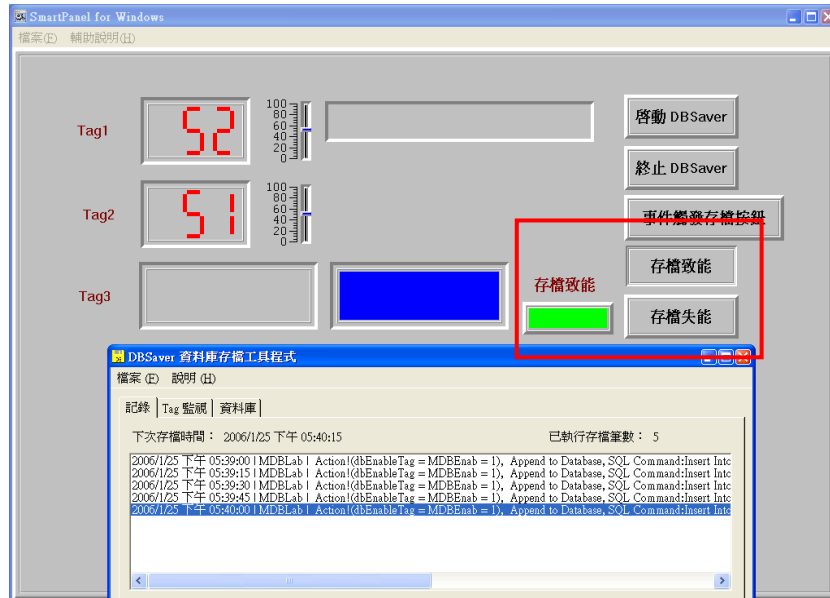 SmartPanel for Windows
檔案(F) 輔助說明(H)
Tag1
52
100
80
60
40
20
0
啓動 DBSaver
終止 DBSaver
Tag2
51
100
80
60
40
20
0
事件觸發存檔按鈕
Tag3
存檔致能
存檔致能
存檔失能
DBSaver 資料庫存檔工具程式
檔案 (F) 說明 (H)
記錄 Tag 監視 資料庫
下次存檔時間： 2006/1/25 下午 05:40:15 已執行存檔筆數： 5
2006/1/25 下午 05:39:00 | MDBLab | Action!(dbEnableTag = MDBEnab = 1), Append to Database, SQL Command:Insert Into
2006/1/25 下午 05:39:15 | MDBLab | Action!(dbEnableTag = MDBEnab = 1), Append to Database, SQL Command:Insert Into
2006/1/25 下午 05:39:30 | MDBLab | Action!(dbEnableTag = MDBEnab = 1), Append to Database, SQL Command:Insert Into
2006/1/25 下午 05:39:45 | MDBLab | Action!(dbEnableTag = MDBEnab = 1), Append to Database, SQL Command:Insert Into
2006/1/25 下午 05:40:00 | MDBLab | Action!(dbEnableTag = MDBEnab = 1), Append to Database, SQL Command:Insert Into